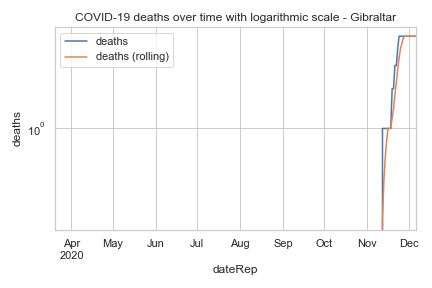 COVID-19 deaths over time with logarithmic scale - Gibraltar
deaths
deaths (rolling)
deaths
10⁰
Apr May Jun Jul Aug Sep Oct Nov Dec
2020
dateRep